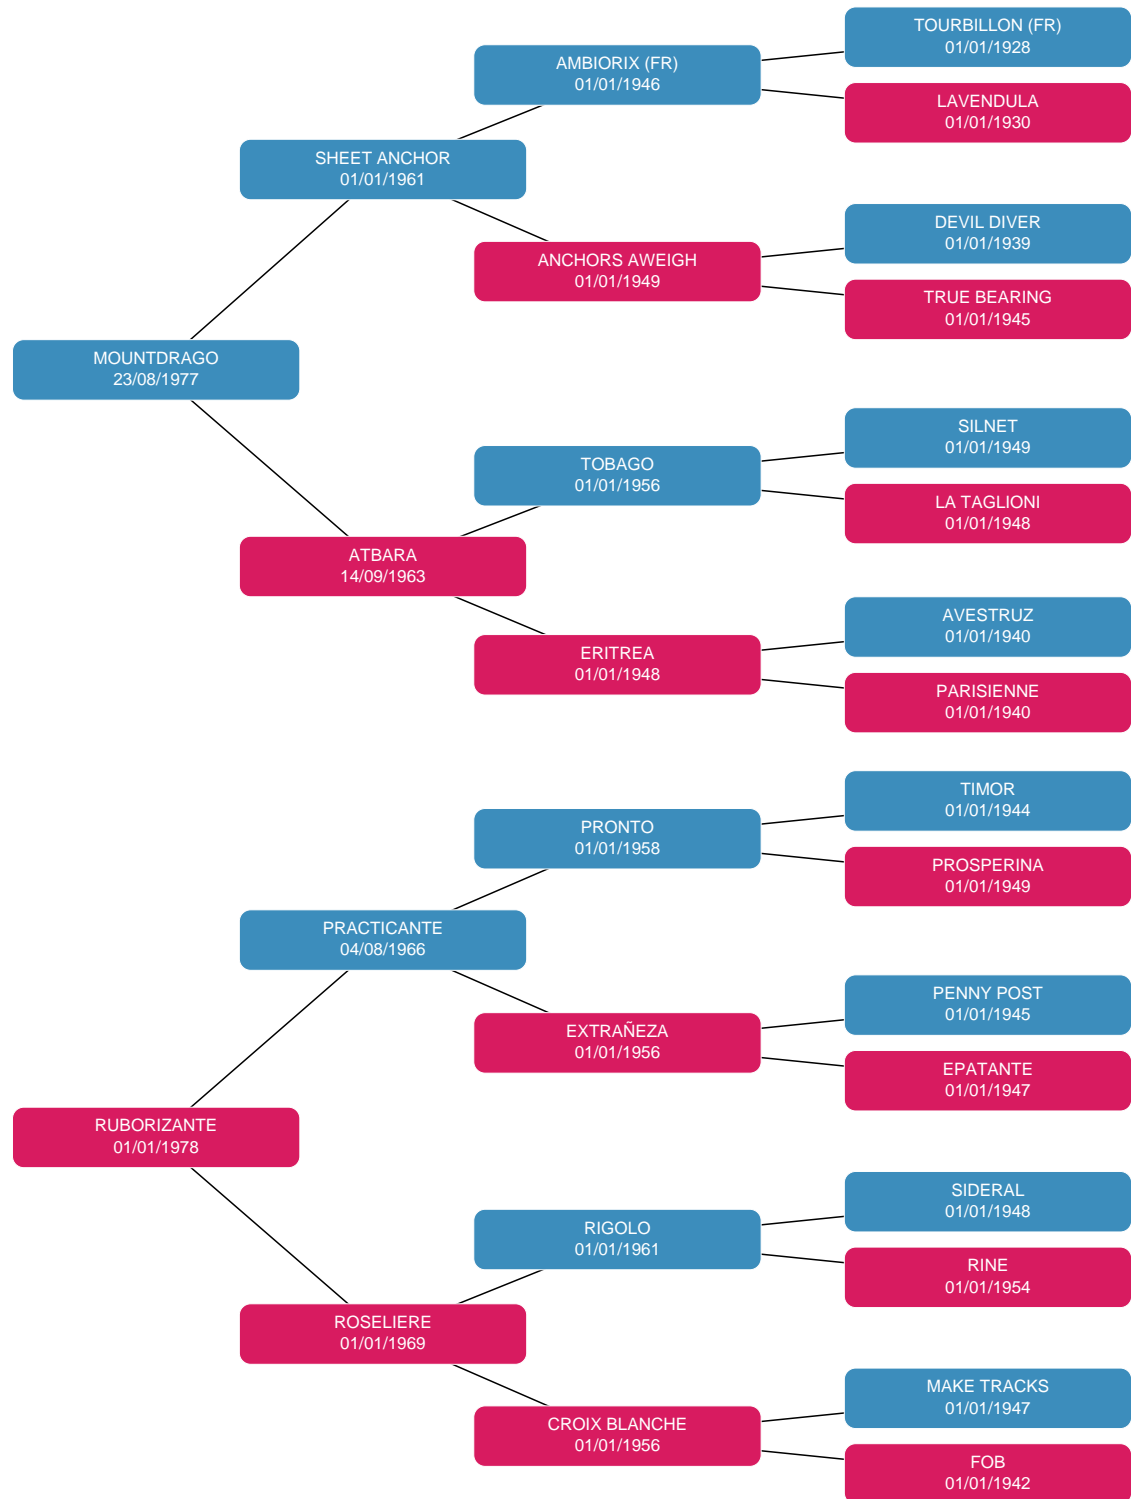 TOURBILLON (FR)
01/01/1928
AMBIORIX (FR)
01/01/1946
LAVENDULA
01/01/1930
SHEET ANCHOR
01/01/1961
DEVIL DIVER
01/01/1939
ANCHORS AWEIGH
01/01/1949
TRUE BEARING
01/01/1945
MOUNTDRAGO
23/08/1977
SILNET
01/01/1949
TOBAGO
01/01/1956
LA TAGLIONI
01/01/1948
ATBARA
14/09/1963
AVESTRUZ
01/01/1940
ERITREA
01/01/1948
PARISIENNE
01/01/1940
TIMOR
01/01/1944
PRONTO
01/01/1958
PROSPERINA
01/01/1949
PRACTICANTE
04/08/1966
PENNY POST
01/01/1945
EXTRAÑEZA
01/01/1956
EPATANTE
01/01/1947
RUBORIZANTE
01/01/1978
SIDERAL
01/01/1948
RIGOLO
01/01/1961
RINE
01/01/1954
ROSELIERE
01/01/1969
MAKE TRACKS
01/01/1947
CROIX BLANCHE
01/01/1956
FOB
01/01/1942